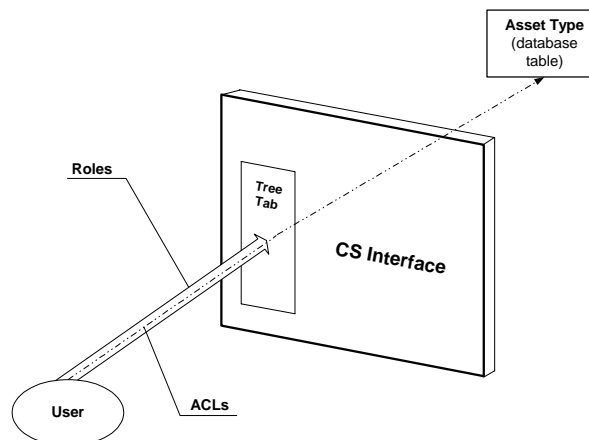 Asset Type
(database
table)
Roles
Tree
Tab
CS Interface
ACLs
User